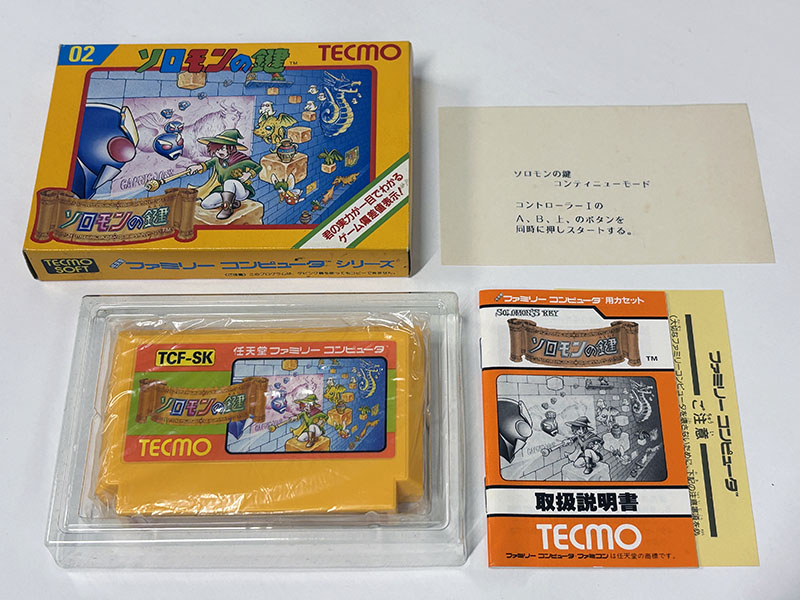 02
ソロモンの鍵
TM
TECMO
CAPRICORN
ソロモンの鍵
君の実力が一目でわかる
ゲーム偏差値表示!
TECMO
SOFT
ファミリー コンピュータ シリーズ
ソロモンの鍵
コンティニューモード
コントローラーⅠの
A、B、上、のボタンを
同時に押しスタートする。
TCF-SK
任天堂 ファミリー コンピュータ
ソロモンの鍵
TECMO
ファミリー コンピュータ 用カセット
SOLOMON'S KEY
ソロモンの鍵
TM
取扱説明書
TECMO
ファミリー コンピュータ・ファミコンは任天堂の商標です。
ファミリー コンピュータ
ご注意